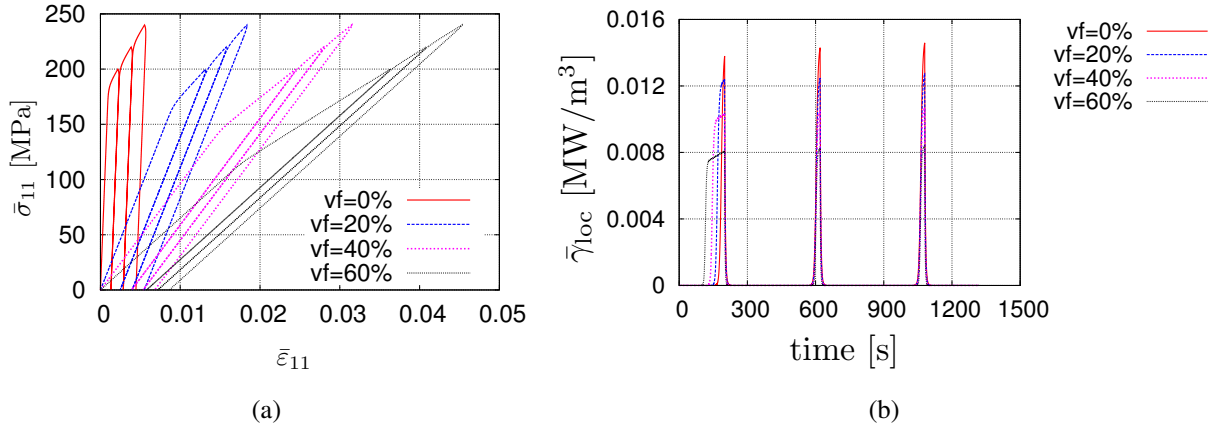 250
200
150
100
50
0
σ̄₁₁ [MPa]
vf=0%
vf=20%
vf=40%
vf=60%
0 0.01 0.02 0.03 0.04 0.05
ε̄₁₁
(a)
0.016
0.012
0.008
0.004
0
γ̄loc [MW/m³]
0 300 600 900 1200 1500
time [s]
vf=0%
vf=20%
vf=40%
vf=60%
(b)